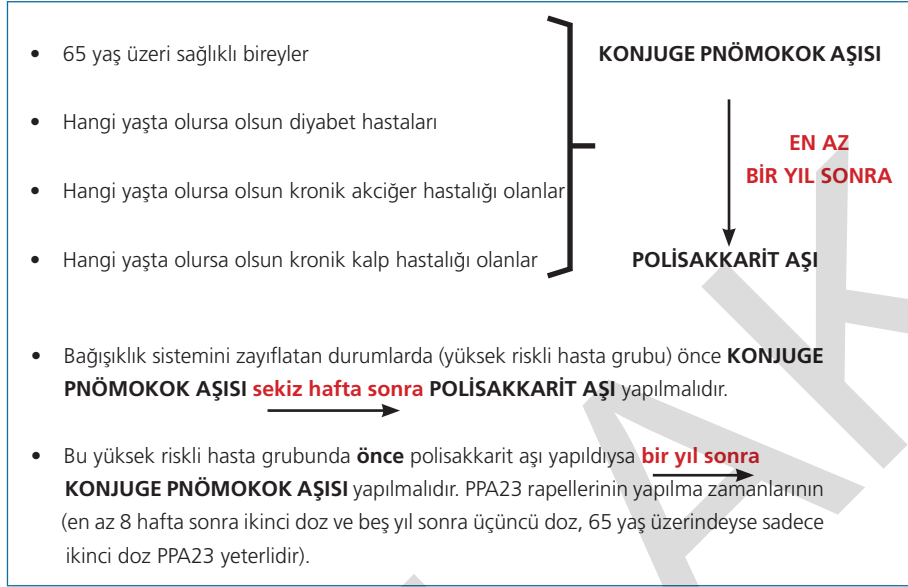 • 65 yaş üzeri sağlıklı bireyler
KONJUGE PNÖMOKOK AŞISI
• Hangi yaşta olursa olsun diyabet hastaları
EN AZ
BİR YIL SONRA
• Hangi yaşta olursa olsun kronik akciğer hastalığı olanlar
• Hangi yaşta olursa olsun kronik kalp hastalığı olanlar
POLİSAKKARİT AŞI
• Bağışıklık sistemini zayıflatan durumlarda (yüksek riskli hasta grubu) önce KONJUGE
PNÖMOKOK AŞISI sekiz hafta sonra POLİSAKKARİT AŞI yapılmalıdır.
• Bu yüksek riskli hasta grubunda önce polisakkarit aşı yapıldıysa bir yıl sonra
KONJUGE PNÖMOKOK AŞISI yapılmalıdır. PPA23 rapellerinin yapılma zamanlarının
(en az 8 hafta sonra ikinci doz ve beş yıl sonra üçüncü doz, 65 yaş üzerindeyse sadece
ikinci doz PPA23 yeterlidir).